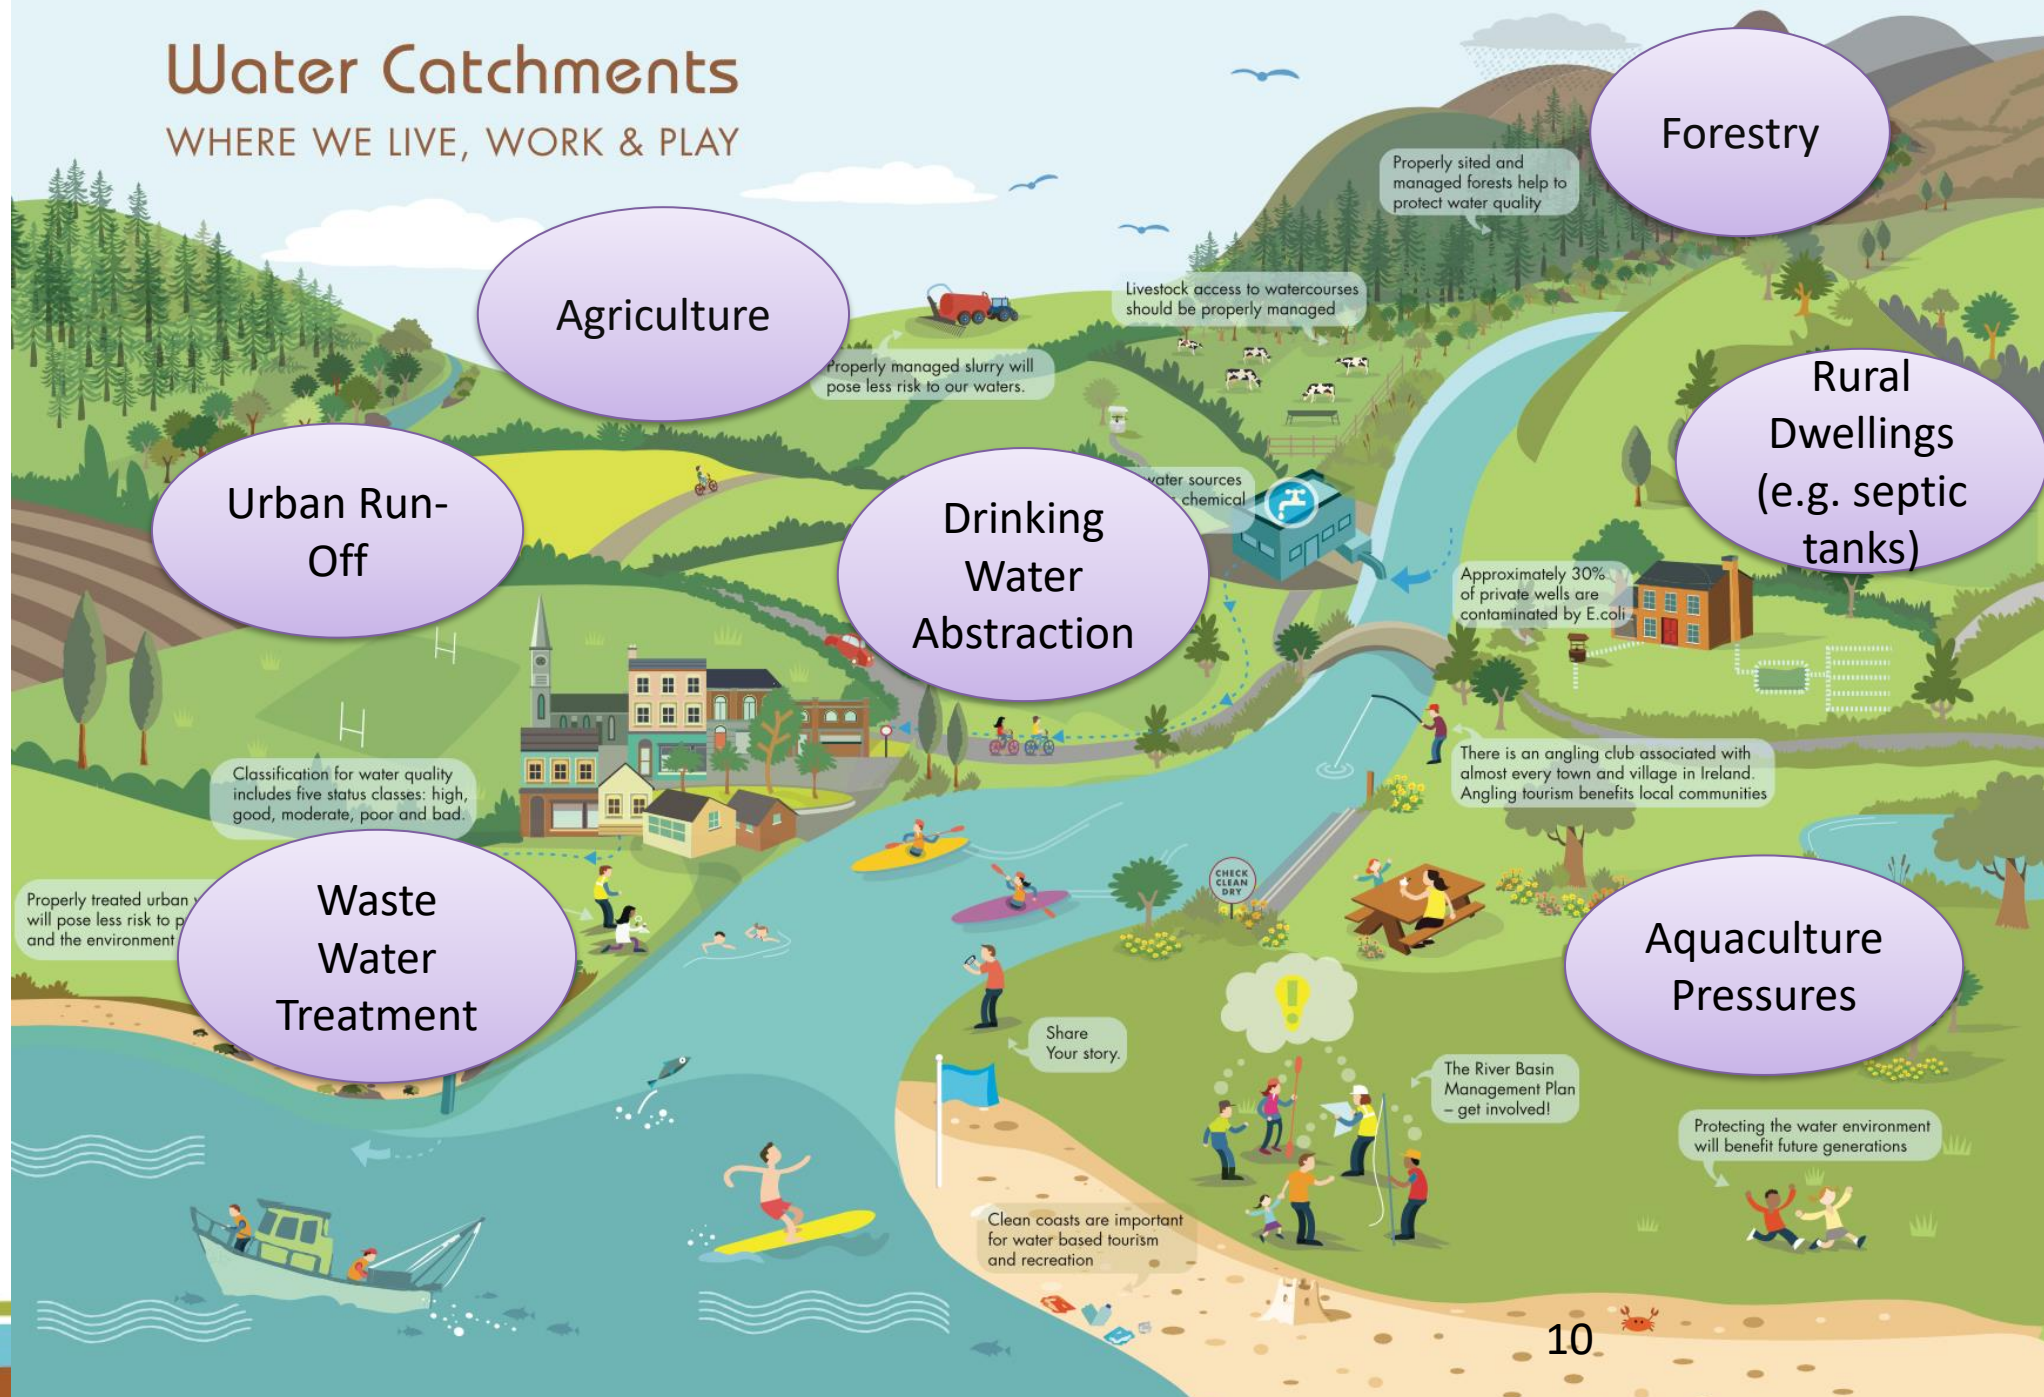 Water Catchments
WHERE WE LIVE, WORK & PLAY
Forestry
Properly sited and
managed forests help to
protect water quality
Agriculture
Livestock access to watercourses
should be properly managed
Properly managed slurry will
pose less risk to our waters.
Rural
Dwellings
(e.g. septic
tanks)
Urban Run-
Off
Drinking
Water
Abstraction
water sources
chemical
Approximately 30%
of private wells are
contaminated by E.coli
There is an angling club associated with
almost every town and village in Ireland.
Angling tourism benefits local communities
Classification for water quality
includes five status classes: high,
good, moderate, poor and bad.
CHECK
CLEAN
DRY
Properly treated urban
will pose less risk to
and the environment
Waste
Water
Treatment
Aquaculture
Pressures
Share
Your story.
The River Basin
Management Plan
– get involved!
Protecting the water environment
will benefit future generations
Clean coasts are important
for water based tourism
and recreation
10